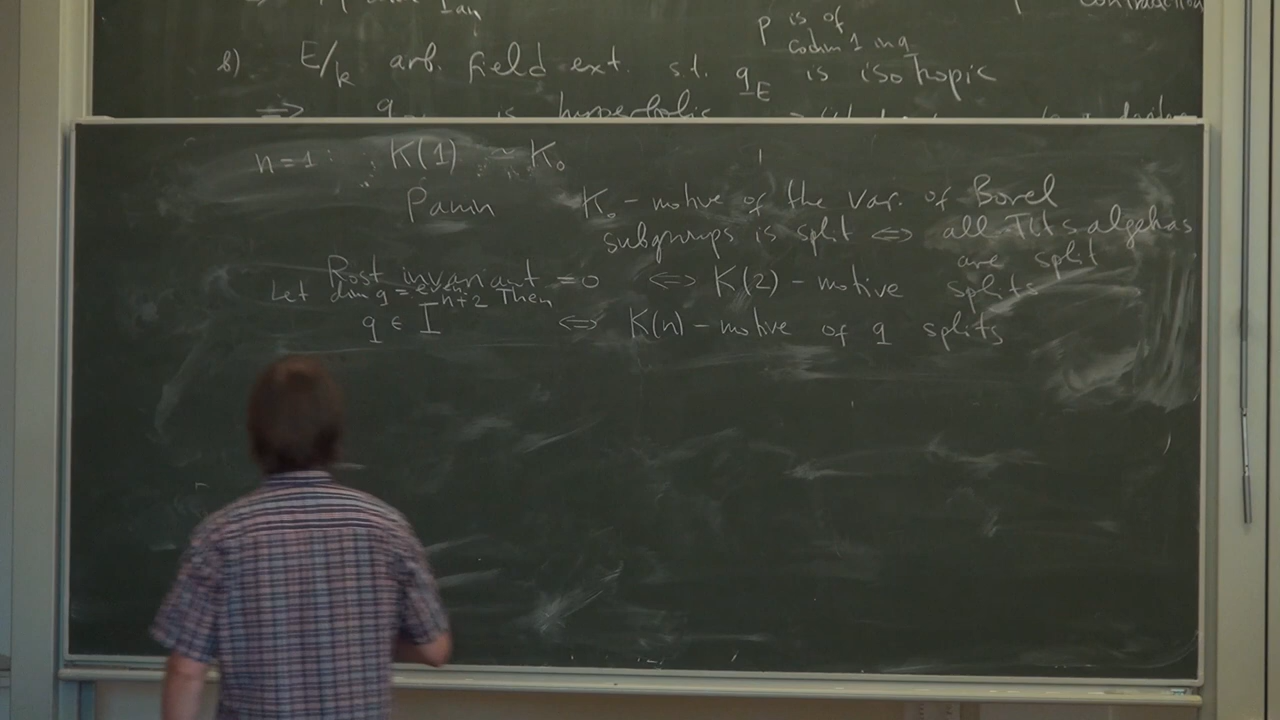 p is of
codim 1 in q
b) E/k arb. field ext. s.t. q_E is isotropic
⇒ q is hyperbolic
n=1: K(1) ~ K_0
Panin K_0 - motive of the var. of Borel
subgroups is split ⇔ all Tits algebras
are split
Rost invariant = 0 ⇔ K(2) - motive splits
Let dim q = even. Then
q ∈ I^{n+2} ⇔ K(n) - motive of q splits